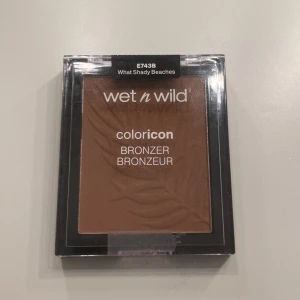 E743B
What Shady Beaches
wet n wild
coloricon
BRONZER
BRONZEUR